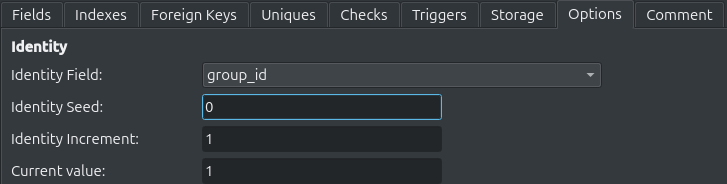 Fields Indexes Foreign Keys Uniques Checks Triggers Storage Options Comment
Identity
Identity Field: group_id
Identity Seed: 0
Identity Increment: 1
Current value: 1